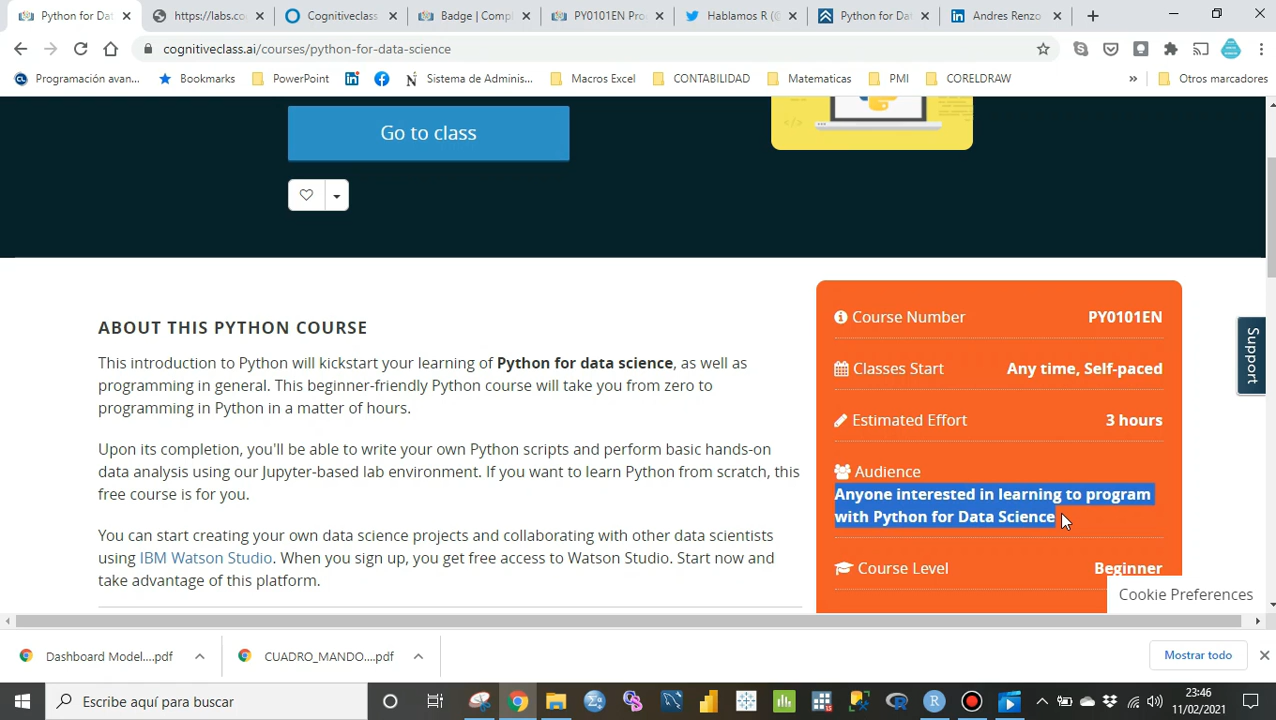 Python for Dat
https://labs.co
Cognitiveclass
Badge | Compl
PY0101EN Prog
Hablamos R (@
Python for Data
Andres Renzo
cognitiveclass.ai/courses/python-for-data-science
Programación avan...
Bookmarks
PowerPoint
Sistema de Adminis...
Macros Excel
CONTABILIDAD
Matematicas
PMI
CORELDRAW
»
Otros marcadores
Go to class
ABOUT THIS PYTHON COURSE
This introduction to Python will kickstart your learning of Python for data science, as well as
programming in general. This beginner-friendly Python course will take you from zero to
programming in Python in a matter of hours.
Upon its completion, you'll be able to write your own Python scripts and perform basic hands-on
data analysis using our Jupyter-based lab environment. If you want to learn Python from scratch, this
free course is for you.
You can start creating your own data science projects and collaborating with other data scientists
using IBM Watson Studio. When you sign up, you get free access to Watson Studio. Start now and
take advantage of this platform.
Course Number PY0101EN
Classes Start Any time, Self-paced
Estimated Effort 3 hours
Audience
Anyone interested in learning to program
with Python for Data Science
Course Level Beginner
Support
Cookie Preferences
Dashboard Model....pdf
CUADRO_MANDO....pdf
Mostrar todo
Escribe aquí para buscar
23:46
11/02/2021